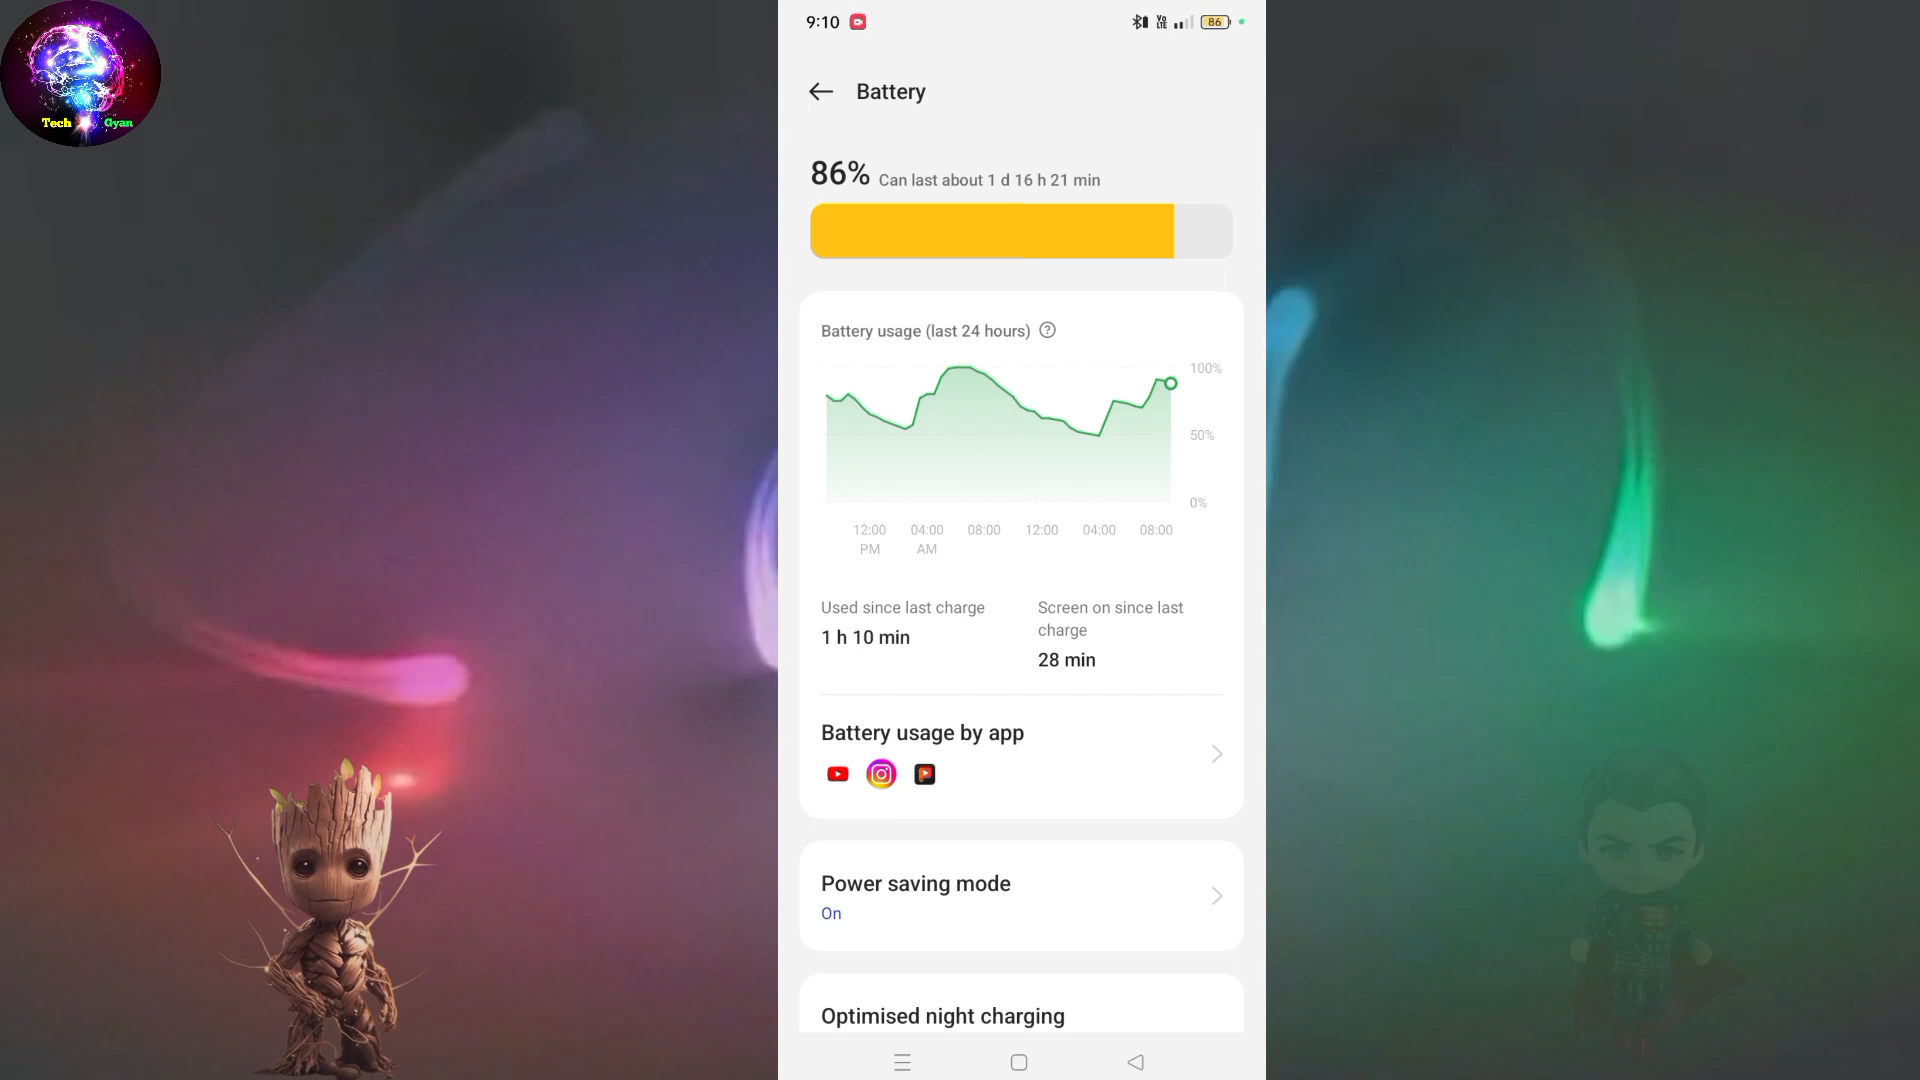 Tech Gyan
9:10
Vo
LTE
86
Battery
86% Can last about 1 d 16 h 21 min
Battery usage (last 24 hours) ?
100%
50%
0%
12:00 04:00 08:00 12:00 04:00 08:00
PM AM
Used since last charge
1 h 10 min
Screen on since last
charge
28 min
Battery usage by app
Power saving mode
On
Optimised night charging